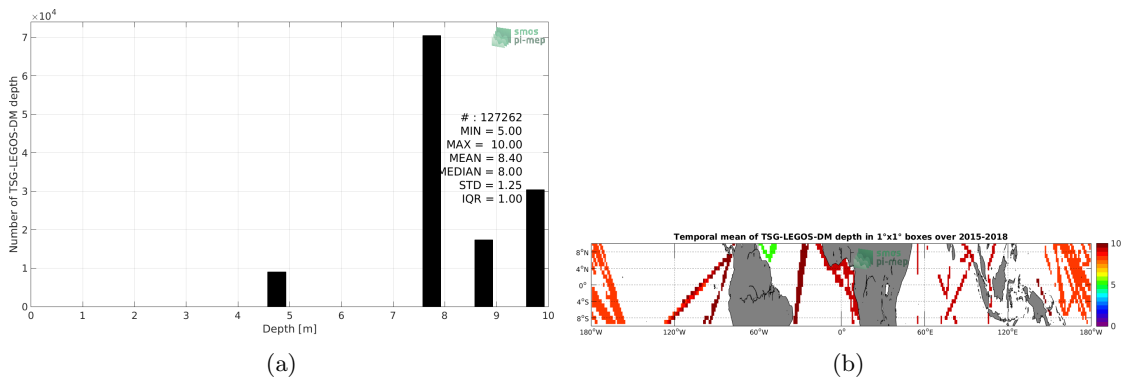 ×10⁴
7
6
5
4
3
2
1
0
Number of TSG-LEGOS-DM depth
smos
pi-mep
# : 127262
MIN = 5.00
MAX = 10.00
MEAN = 8.40
MEDIAN = 8.00
STD = 1.25
IQR = 1.00
0 1 2 3 4 5 6 7 8 9 10
Depth [m]
(a)
Temporal mean of TSG-LEGOS-DM depth in 1°x1° boxes over 2015-2018
smos
pi-mep
8°N
4°N
0°
4°S
8°S
180°W 120°W 60°W 0° 60°E 120°E 180°W
10
5
0
(b)